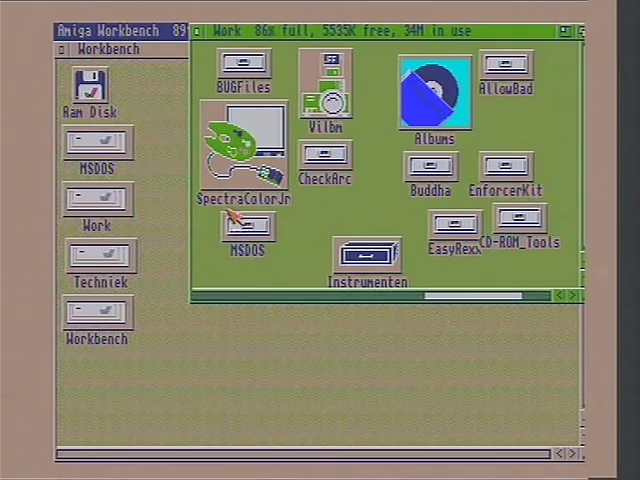 Amiga Workbench 89
Work 86% full, 5535K free, 34M in use
Workbench
Ram Disk
MSDOS
Work
Techniek
Workbench
BUGFiles
Vilbm
Albums
AllowBad
SpectraColorJr
CheckArc
Buddha
EnforcerKit
MSDOS
EasyRexx
CD-ROM_Tools
Instrumenten